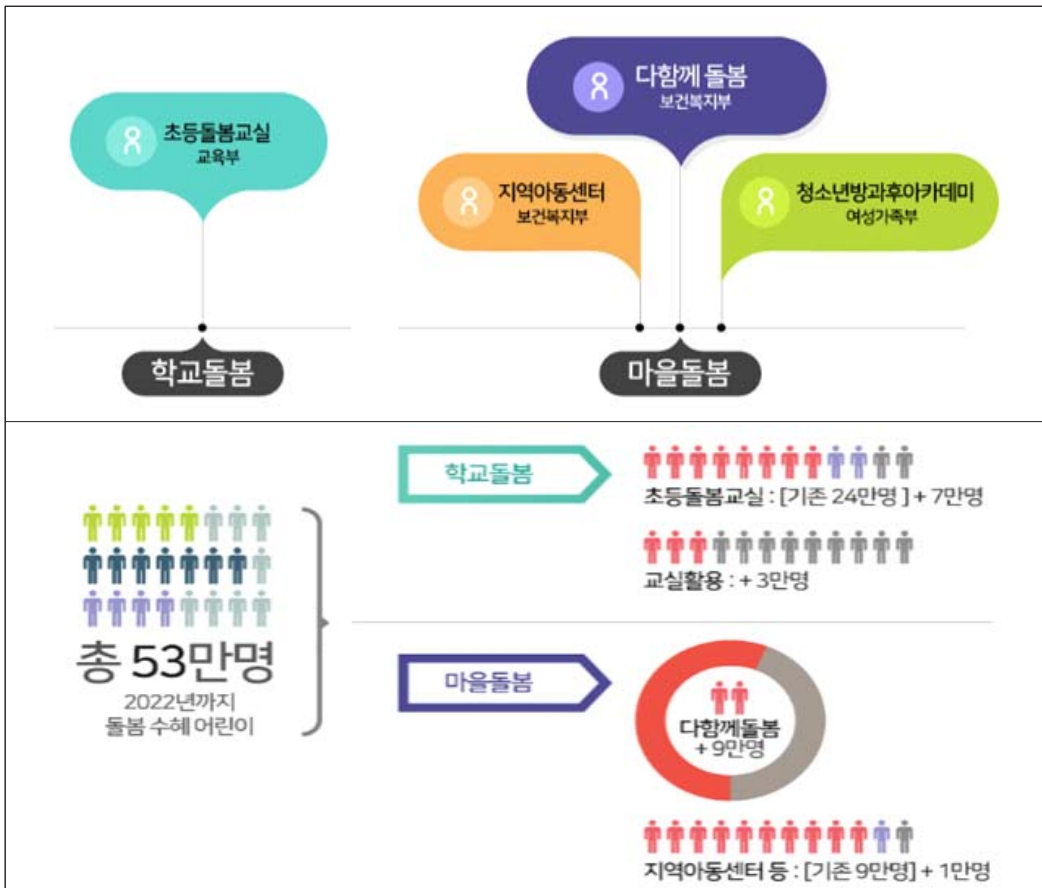 다함께 돌봄
보건복지부
초등돌봄교실
교육부
지역아동센터
보건복지부
청소년방과후아카데미
여성가족부
학교돌봄
마을돌봄
학교돌봄
초등돌봄교실 : [기존 24만명 ] + 7만명
교실활용 : + 3만명
총 53만명
2022년까지
돌봄 수혜 어린이
마을돌봄
다함께돌봄
+ 9만명
지역아동센터 등 : [기존 9만명] + 1만명